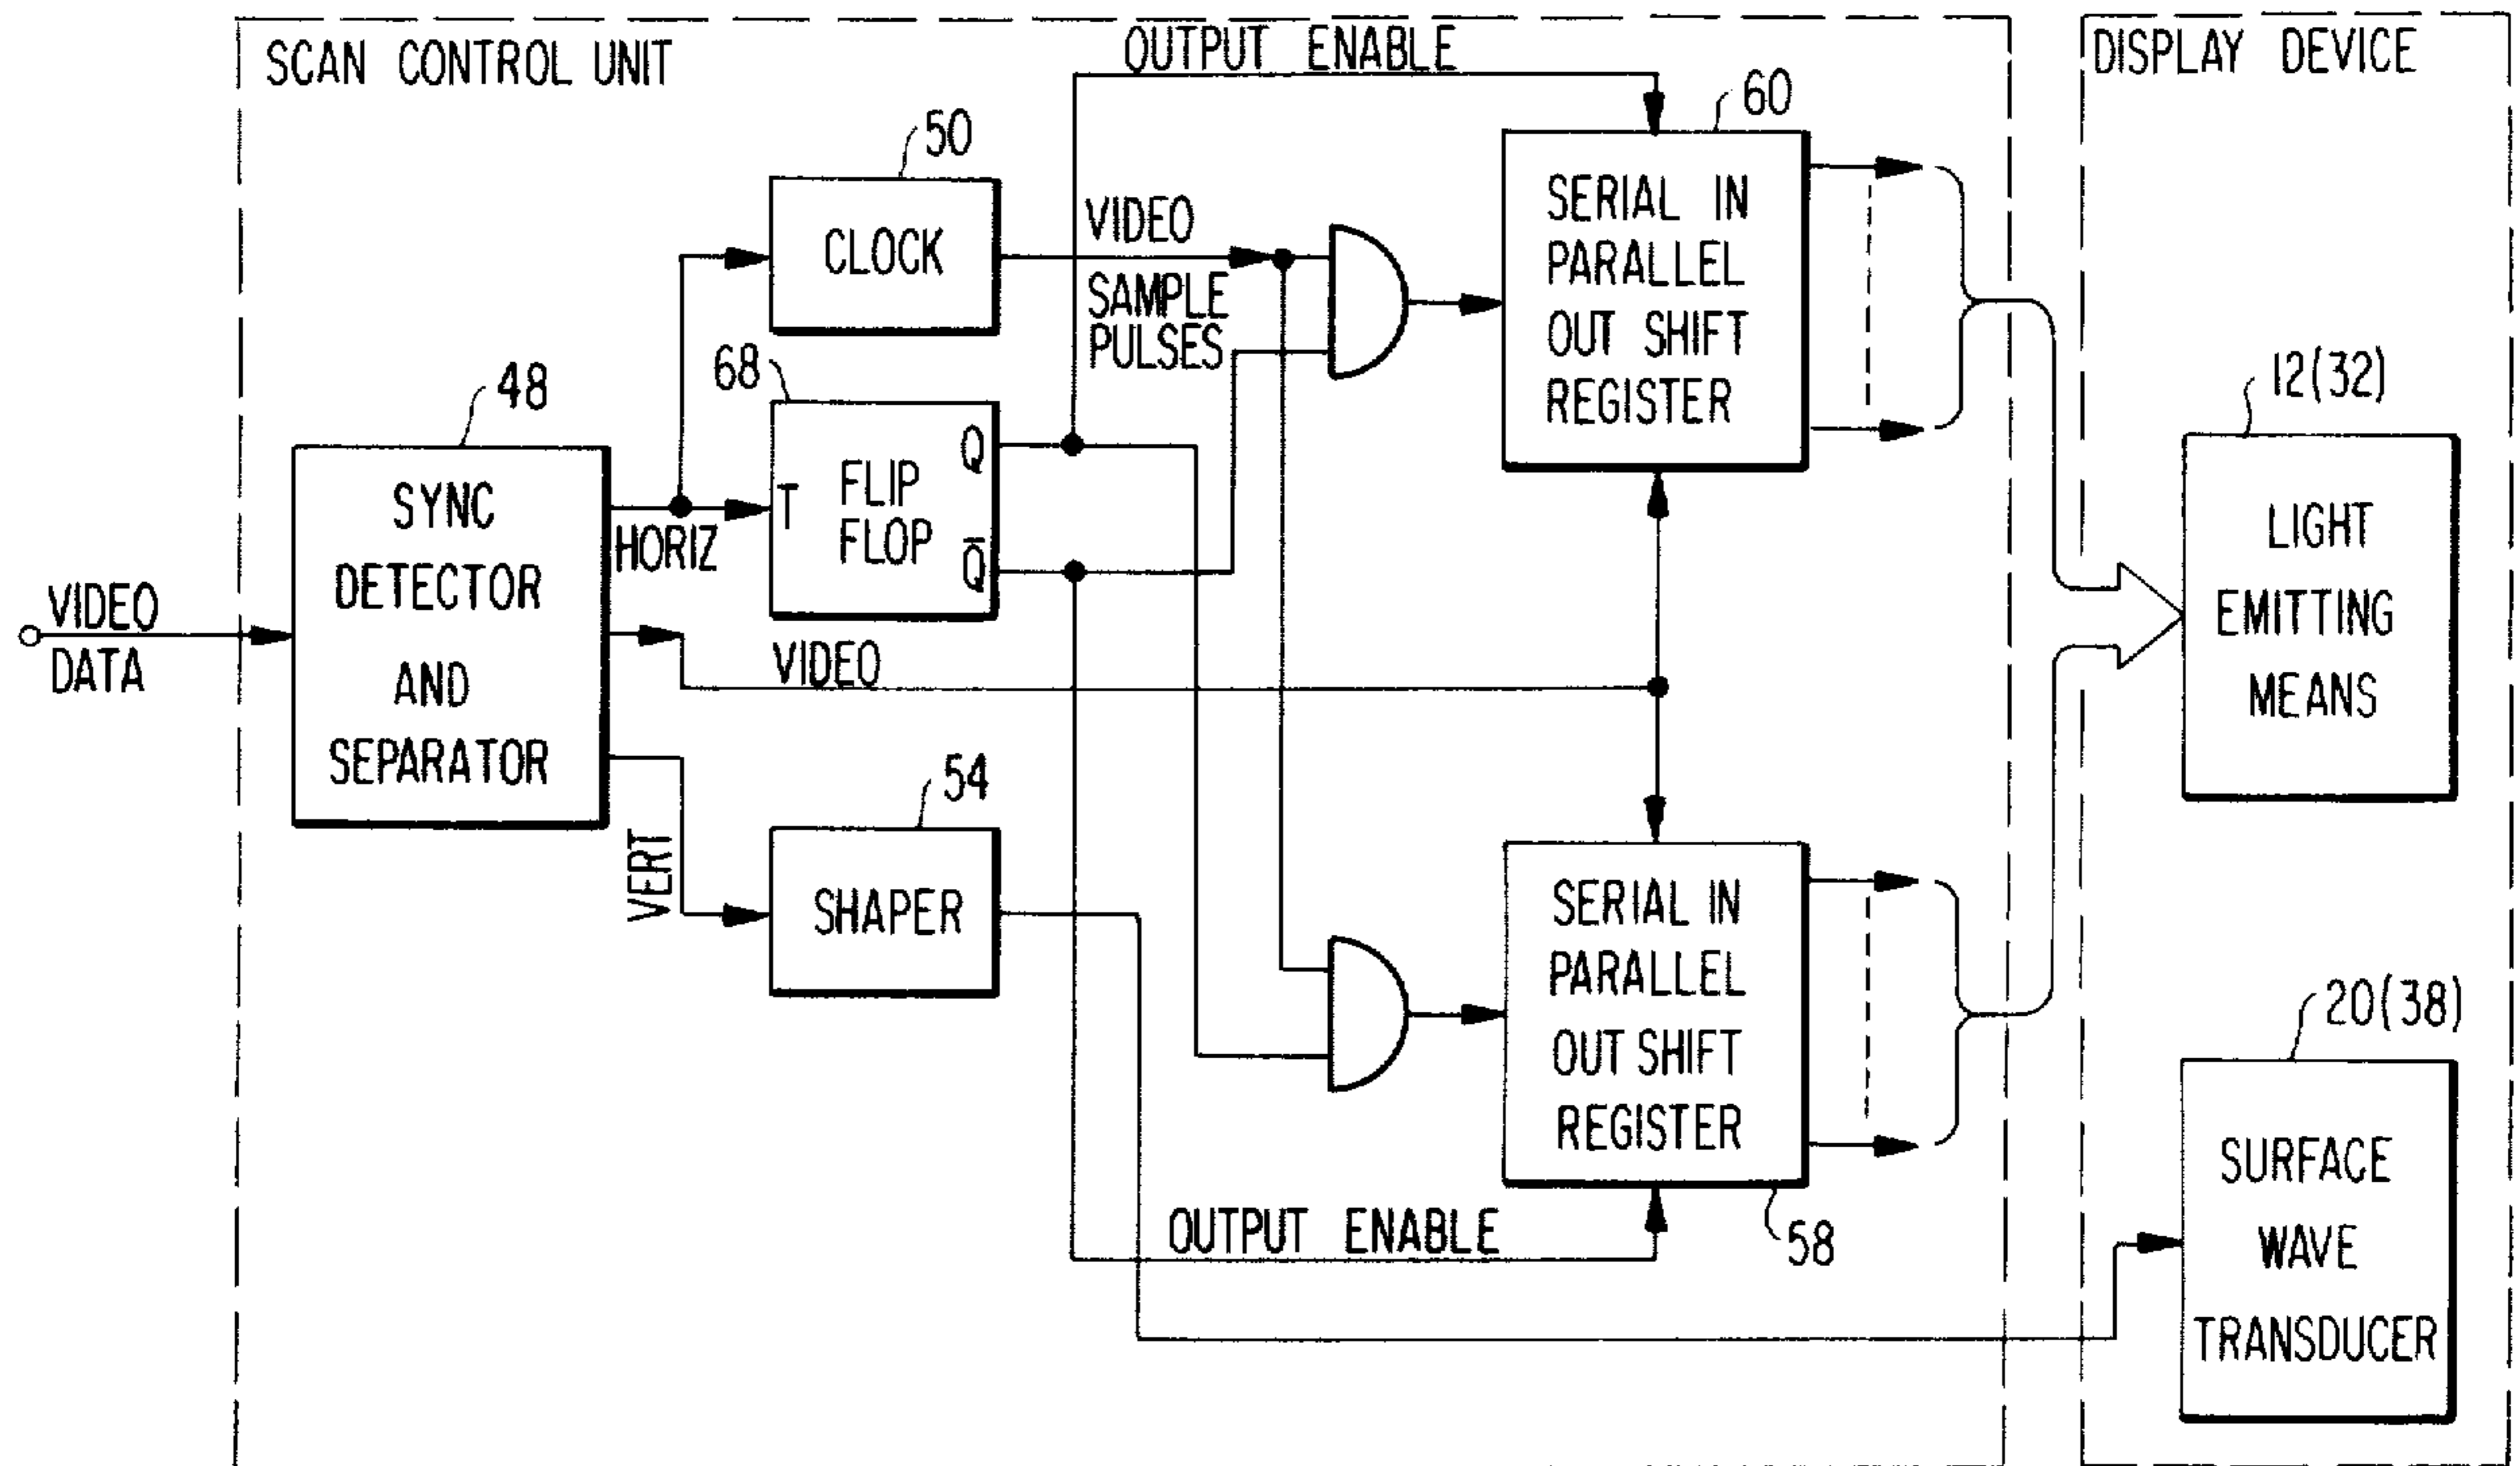 SCAN CONTROL UNIT
OUTPUT ENABLE
DISPLAY DEVICE
60
50
CLOCK
VIDEO
SAMPLE
PULSES
SERIAL IN
PARALLEL
OUT SHIFT
REGISTER
68
T
FLIP
FLOP
Q
Q̅
48
SYNC
DETECTOR
AND
SEPARATOR
HORIZ
VIDEO
DATA
VIDEO
VERT
12(32)
LIGHT
EMITTING
MEANS
54
SHAPER
SERIAL IN
PARALLEL
OUT SHIFT
REGISTER
58
OUTPUT ENABLE
20(38)
SURFACE
WAVE
TRANSDUCER